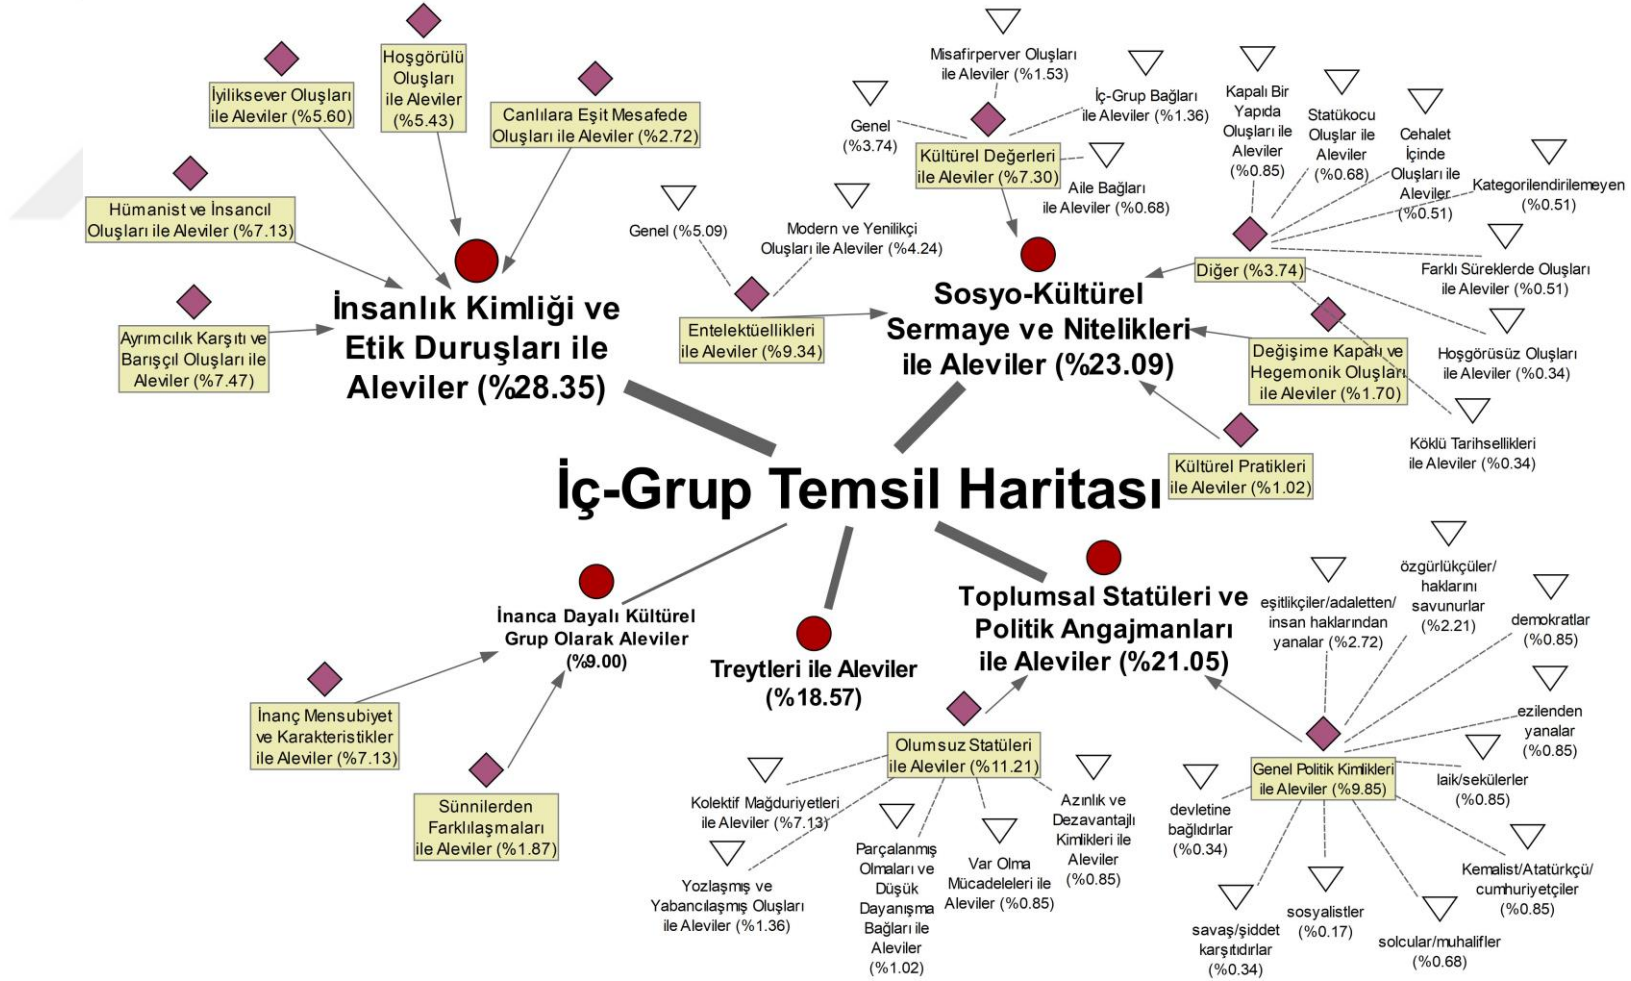 Hoşgörülü
Oluşları
ile Aleviler
(%5.43)
İyiliksever Oluşları
ile Aleviler (%5.60)
Canlılara Eşit Mesafede
Oluşları ile Aleviler (%2.72)
Hümanist ve İnsancıl
Oluşları ile Aleviler (%7.13)
Ayrımcılık Karşıtı ve
Barışçıl Oluşları ile
Aleviler (%7.47)
İnsanlık Kimliği ve
Etik Duruşları ile
Aleviler (%28.35)
Misafirperver Oluşları
ile Aleviler (%1.53)
İç-Grup Bağları
ile Aleviler (%1.36)
Genel
(%3.74)
Kültürel Değerleri
ile Aleviler (%7.30)
Aile Bağları
ile Aleviler (%0.68)
Genel (%5.09)
Modern ve Yenilikçi
Oluşları ile Aleviler (%4.24)
Entelektüellikleri
ile Aleviler (%9.34)
Sosyo-Kültürel
Sermaye ve Nitelikleri
ile Aleviler (%23.09)
Kapalı Bir
Yapıda
Oluşları ile
Aleviler
(%0.85)
Statükocu
Oluşlar ile
Aleviler
(%0.68)
Cehalet
İçinde
Oluşları ile
Aleviler
(%0.51)
Kategorilendirilemeyen
(%0.51)
Diğer (%3.74)
Farklı Süreklerde Oluşları
ile Aleviler (%0.51)
Hoşgörüsüz Oluşları
ile Aleviler (%0.34)
Değişime Kapalı ve
Hegemonik Oluşları
ile Aleviler (%1.70)
Köklü Tarihsellikleri
ile Aleviler (%0.34)
Kültürel Pratikleri
ile Aleviler (%1.02)
İç-Grup Temsil Haritası
İnanca Dayalı Kültürel
Grup Olarak Aleviler
(%9.00)
İnanç Mensubiyet
ve Karakteristikler
ile Aleviler (%7.13)
Sünnilerden
Farklılaşmaları
ile Aleviler (%1.87)
Treytleri ile Aleviler
(%18.57)
Toplumsal Statüleri ve
Politik Angajmanları
ile Aleviler (%21.05)
Olumsuz Statüleri
ile Aleviler (%11.21)
Kolektif Mağduriyetleri
ile Aleviler (%7.13)
Yozlaşmış ve
Yabancılaşmış Oluşları
ile Aleviler (%1.36)
Parçalanmış
Olmaları ve
Düşük
Dayanışma
Bağları ile
Aleviler
(%1.02)
Var Olma
Mücadeleleri ile
Aleviler (%0.85)
Azınlık ve
Dezavantajlı
Kimlikleri ile
Aleviler
(%0.85)
eşitlikçiler/adaletten/
insan haklarından
yanalar (%2.72)
özgürlükçüler/
haklarını
savunurlar
(%2.21)
demokratlar
(%0.85)
ezilenden
yanalar
(%0.85)
Genel Politik Kimlikleri
ile Aleviler (%9.85)
laik/sekülerler
(%0.85)
devletine
bağlıdırlar
(%0.34)
Kemalist/Atatürkçü/
cumhuriyetçiler
(%0.85)
savaş/şiddet
karşıtıdırlar
(%0.34)
sosyalistler
(%0.17)
solcular/muhalifler
(%0.68)